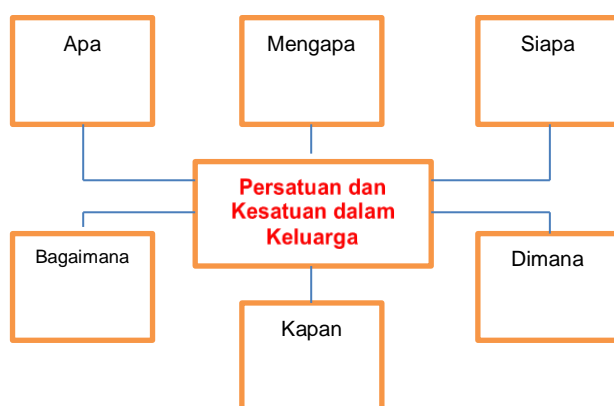 Apa
Mengapa
Siapa
Persatuan dan
Kesatuan dalam
Keluarga
Bagaimana
Dimana
Kapan